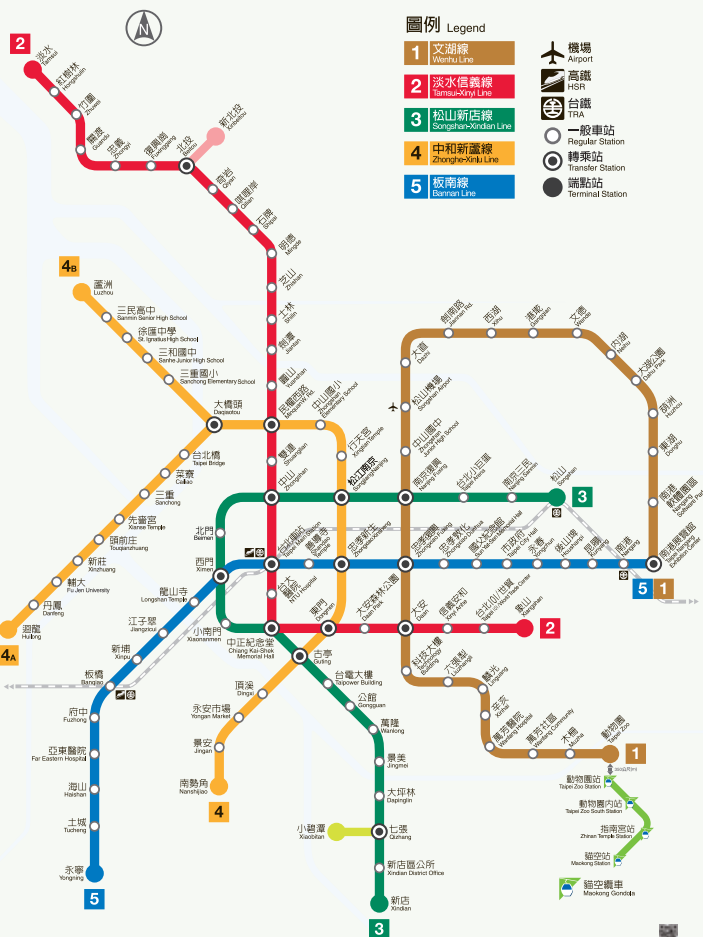 N
圖例 Legend
1 文湖線
Wenhu Line
2 淡水信義線
Tamsui-Xinyi Line
3 松山新店線
Songshan-Xindian Line
4 中和新蘆線
Zhonghe-Xinlu Line
5 板南線
Bannan Line
機場
Airport
高鐵
HSR
台鐵
TRA
一般車站
Regular Station
轉乘站
Transfer Station
端點站
Terminal Station
2
淡水
Tamsui
紅樹林
Hongshulin
竹圍
Zhuwei
關渡
Guandu
忠義
Zhongyi
復興崗
Fuxinggang
北投
Beitou
新北投
Xinbeitou
奇岩
Qiyan
唭哩岸
Qilian
石牌
Shipai
明德
Mingde
芝山
Zhishan
士林
Shilin
劍潭
Jiantan
圓山
Yuanshan
民權西路
Minquan W. Rd.
雙連
Shuanglian
中山
Zhongshan
台北車站
Taipei Main Station
台大醫院
NTU Hospital
中正紀念堂
Chiang Kai-Shek
Memorial Hall
東門
Dongmen
大安森林公園
Daan Park
大安
Daan
信義安和
Xinyi Anhe
台北101/世貿
Taipei 101/World Trade Center
象山
Xiangshan
2
4B
蘆洲
Luzhou
三民高中
Sanmin Senior High School
徐匯中學
St. Ignatius High School
三和國中
Sanhe Junior High School
三重國小
Sanchong Elementary School
大橋頭
Daqiaotou
台北橋
Taipei Bridge
菜寮
Cailiao
三重
Sanchong
先嗇宮
Xianse Temple
頭前庄
Touqianzhuang
新莊
Xinzhuang
輔大
Fu Jen University
丹鳳
Danfeng
迴龍
Huilong
4A
中山國小
Zhongshan
Elementary School
行天宮
Xingtian Temple
松江南京
Songjiang Nanjing
忠孝新生
Zhongxiao Xinsheng
古亭
Guting
頂溪
Dingxi
永安市場
Yongan Market
景安
Jingan
南勢角
Nanshijiao
4
3
松山
Songshan
南京三民
Nanjing Sanmin
台北小巨蛋
Taipei Arena
南京復興
Nanjing Fuxing
北門
Beimen
西門
Ximen
小南門
Xiaonanmen
台電大樓
Taipower Building
公館
Gongguan
萬隆
Wanlong
景美
Jingmei
大坪林
Dapinglin
七張
Qizhang
小碧潭
Xiaobitan
新店區公所
Xindian District Office
新店
Xindian
3
大直
Dazhi
劍南路
Jiannan Rd.
西湖
Xihu
港墘
Gangqian
文德
Wende
內湖
Neihu
大湖公園
Dahu Park
葫洲
Huzhou
東湖
Donghu
南港
軟體園區
Nangang
Software Park
南港展覽館
Taipei Nangang
Exhibition Center
松山機場
Songshan Airport
中山國中
Zhongshan
Junior High School
忠孝復興
Zhongxiao Fuxing
科技大樓
Technology
Building
六張犁
Liuzhangli
麟光
Linguang
辛亥
Xinhai
萬芳醫院
Wanfang Hospital
萬芳社區
Wanfang Community
木柵
Muzha
動物園
Taipei Zoo
1
5 1
南港
Nangang
昆陽
Kunyang
後山埤
Houshanpi
永春
Yongchun
市政府
Taipei City Hall
國父紀念館
Sun Yat-Sen Memorial Hall
忠孝敦化
Zhongxiao Dunhua
善導寺
Shandao
Temple
龍山寺
Longshan Temple
江子翠
Jiangzicui
新埔
Xinpu
板橋
Banqiao
府中
Fuzhong
亞東醫院
Far Eastern Hospital
海山
Haishan
土城
Tucheng
永寧
Yongning
5
動物園站
Taipei Zoo Station
動物園內站
Taipei Zoo South Station
指南宮站
Zhinan Temple Station
貓空站
Maokong Station
貓空纜車
Maokong Gondola